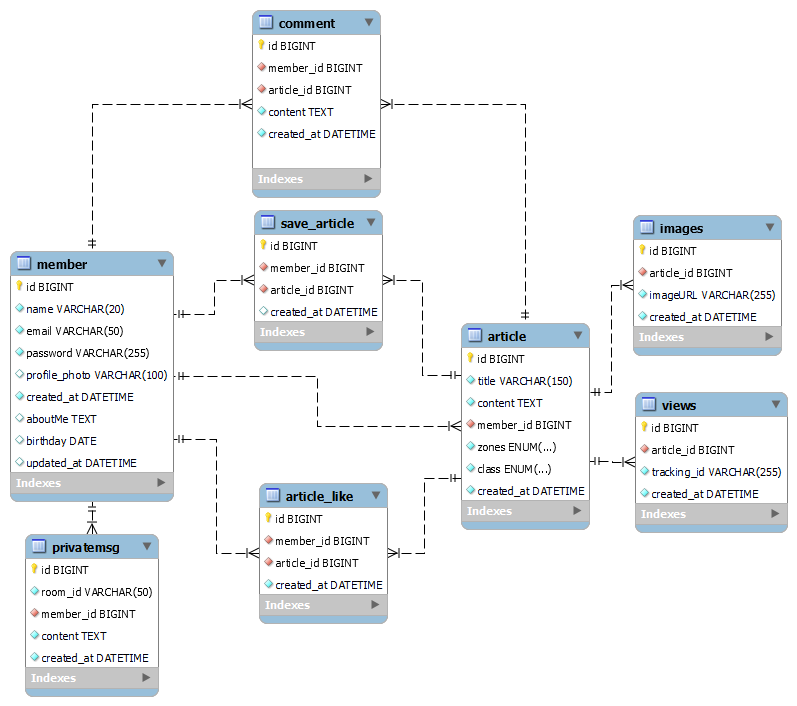 comment
id BIGINT
member_id BIGINT
article_id BIGINT
content TEXT
created_at DATETIME
Indexes
save_article
id BIGINT
member_id BIGINT
article_id BIGINT
created_at DATETIME
Indexes
images
id BIGINT
article_id BIGINT
imageURL VARCHAR(255)
created_at DATETIME
Indexes
member
id BIGINT
name VARCHAR(20)
email VARCHAR(50)
password VARCHAR(255)
profile_photo VARCHAR(100)
created_at DATETIME
aboutMe TEXT
birthday DATE
updated_at DATETIME
Indexes
article
id BIGINT
title VARCHAR(150)
content TEXT
member_id BIGINT
zones ENUM(...)
class ENUM(...)
created_at DATETIME
Indexes
views
id BIGINT
article_id BIGINT
tracking_id VARCHAR(255)
created_at DATETIME
Indexes
article_like
id BIGINT
member_id BIGINT
article_id BIGINT
created_at DATETIME
Indexes
privatemsg
id BIGINT
room_id VARCHAR(50)
member_id BIGINT
content TEXT
created_at DATETIME
Indexes